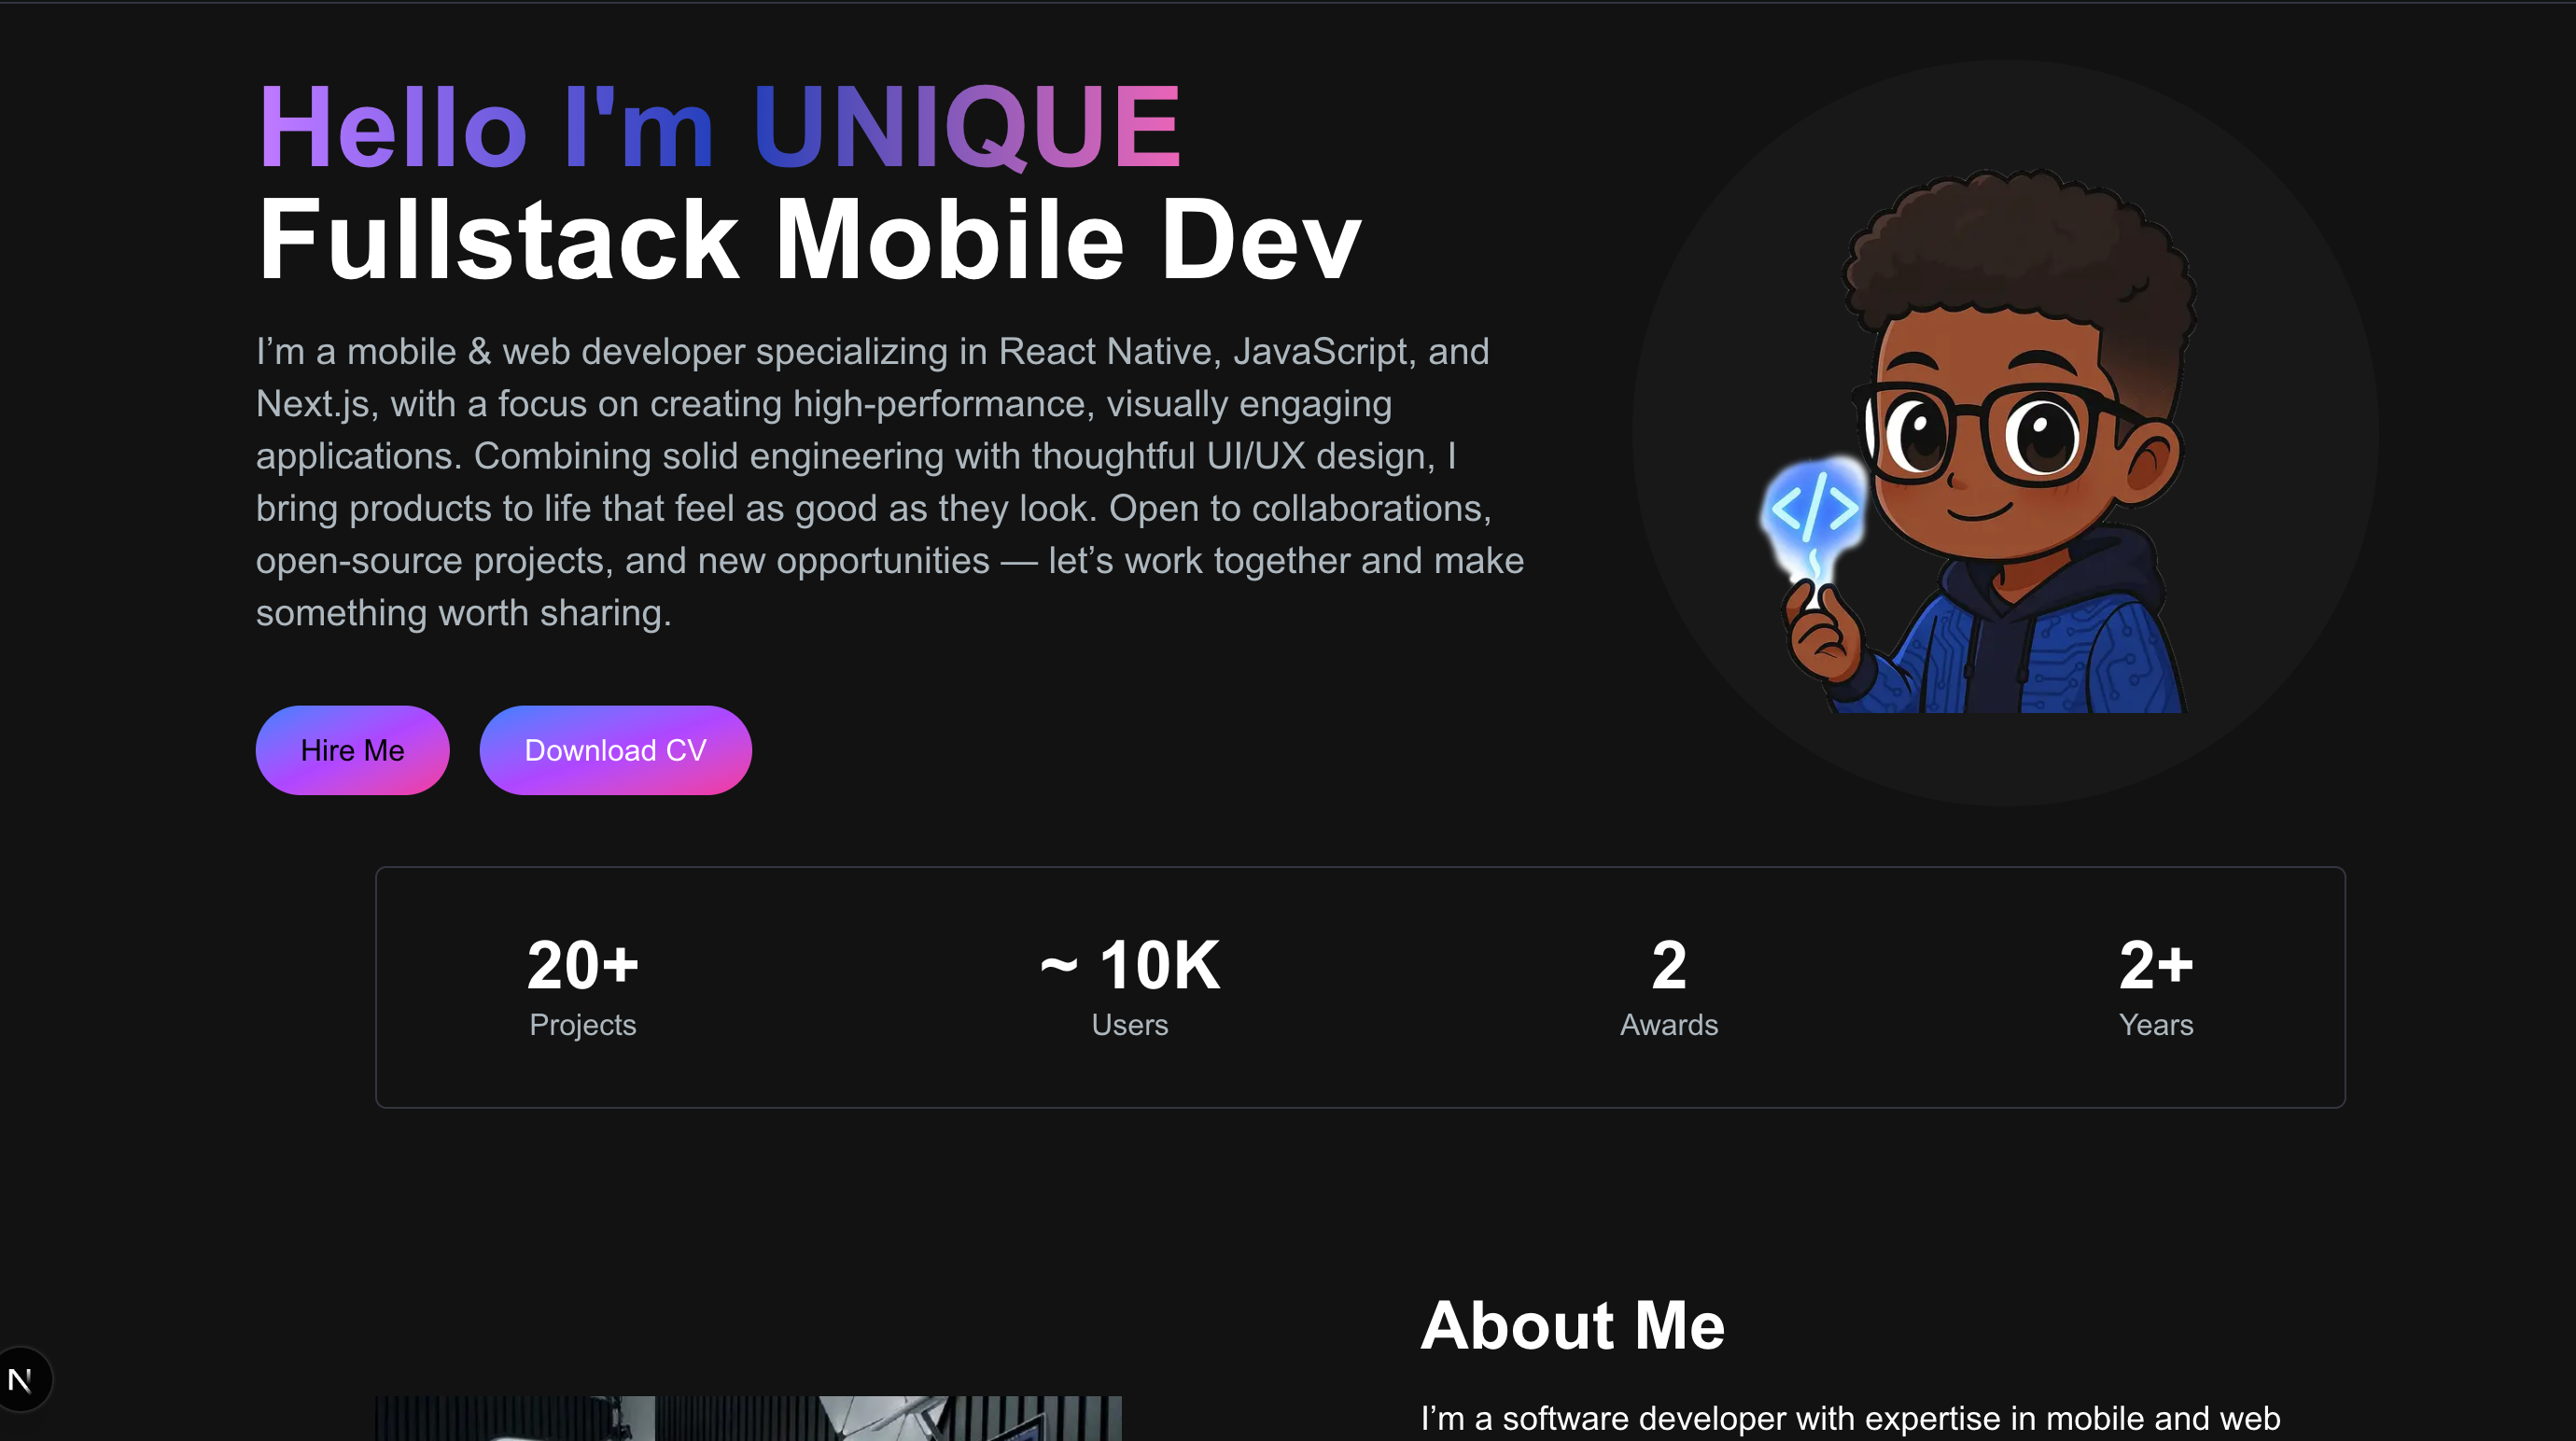 Hello I'm UNIQUE
Fullstack Mobile Dev
I’m a mobile & web developer specializing in React Native, JavaScript, and
Next.js, with a focus on creating high-performance, visually engaging
applications. Combining solid engineering with thoughtful UI/UX design, I
bring products to life that feel as good as they look. Open to collaborations,
open-source projects, and new opportunities — let’s work together and make
something worth sharing.
</>
Hire Me
Download CV
20+
Projects
~ 10K
Users
2
Awards
2+
Years
About Me
I’m a software developer with expertise in mobile and web
N